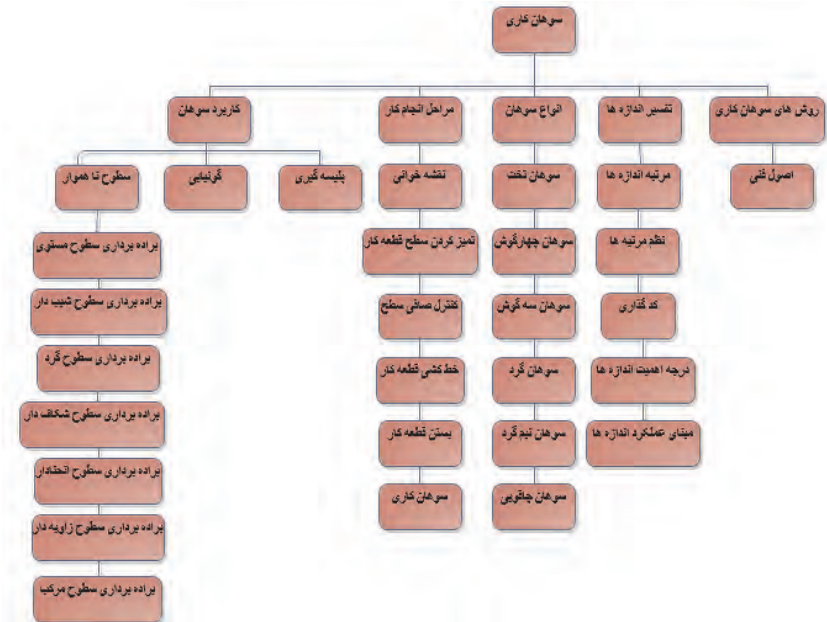 سوهان کاری
روش های سوهان کاری
تفسیر اندازه ها
انواع سوهان
مراحل انجام کار
کاربرد سوهان
اصول فنی
مرتبه اندازه ها
سوهان تخت
نقشه خوانی
پلیسه گیری
گونیایی
سطوح نا هموار
نظم مرتبه ها
سوهان چهارگوش
تمیز کردن سطح قطعه کار
براده برداری سطوح مستوی
کد گذاری
سوهان سه گوش
کنترل صافی سطح
براده برداری سطوح شیب دار
درجه اهمیت اندازه ها
سوهان گرد
خط کشی قطعه کار
براده برداری سطوح گرد
مبنای عملکرد اندازه ها
سوهان نیم گرد
بستن قطعه کار
براده برداری سطوح شکاف دار
سوهان چاقویی
سوهان کاری
براده برداری سطوح انحنادار
براده برداری سطوح زاویه دار
براده برداری سطوح مرکب